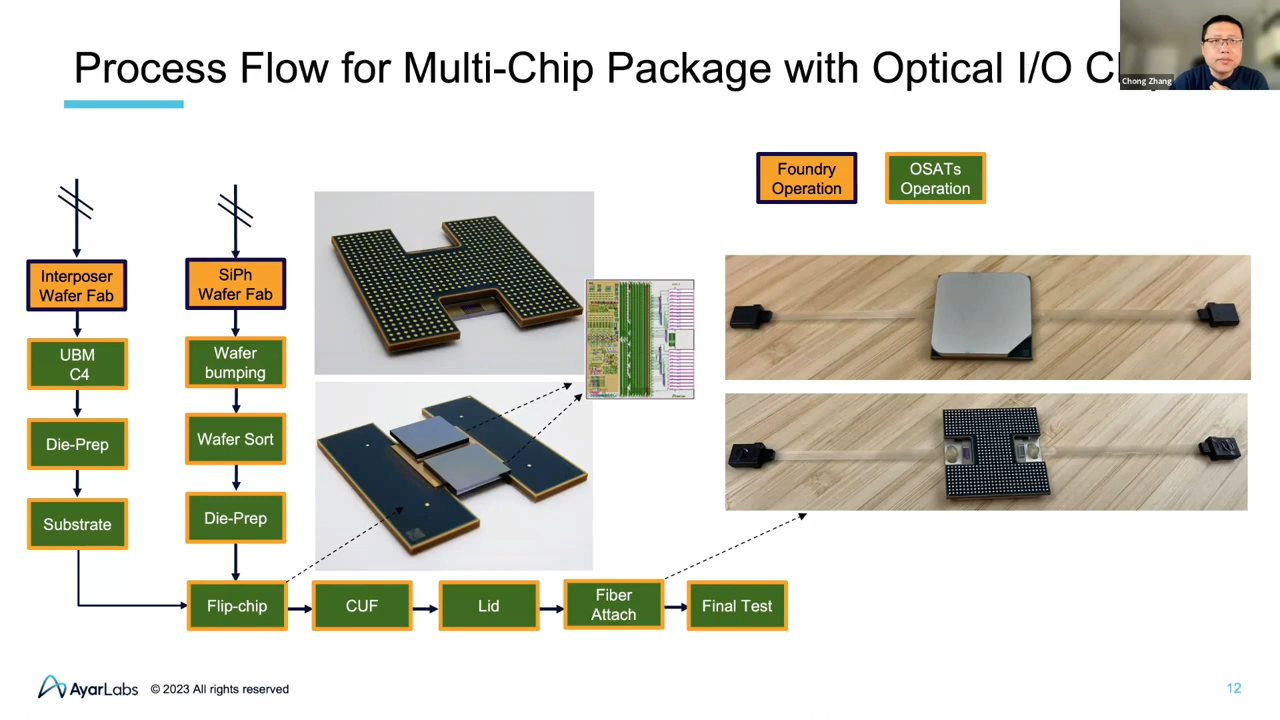 Process Flow for Multi-Chip Package with Optical I/O
Chong Zhang
Foundry
Operation
OSATs
Operation
Interposer
Wafer Fab
SiPh
Wafer Fab
UBM
C4
Wafer
bumping
Die-Prep
Wafer Sort
Substrate
Die-Prep
Flip-chip
CUF
Lid
Fiber
Attach
Final Test
AyarLabs
© 2023 All rights reserved
12